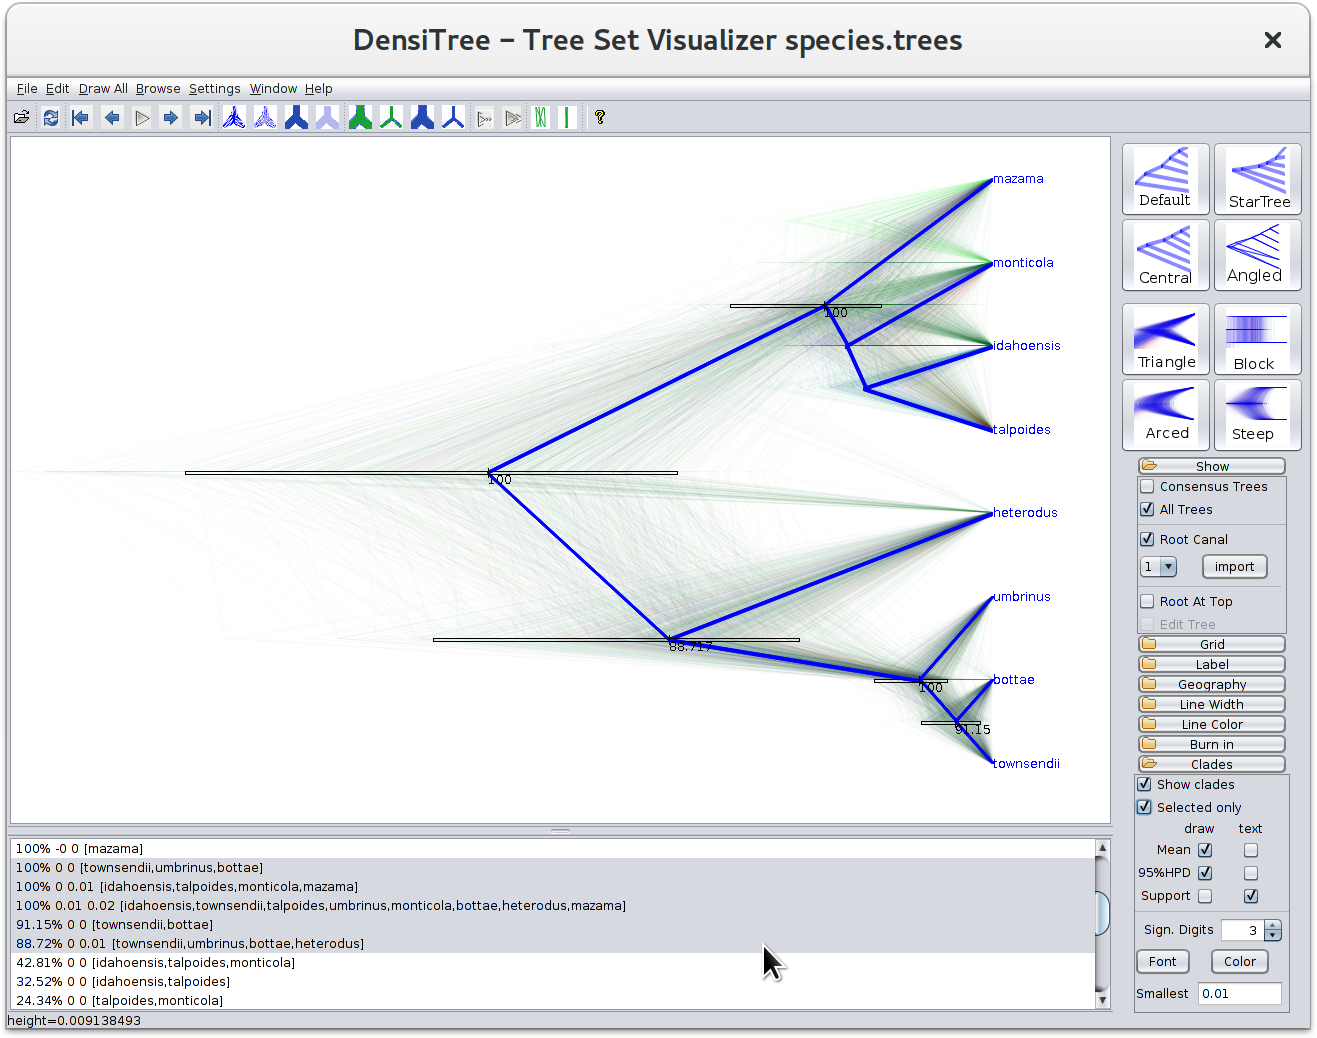 DensiTree – Tree Set Visualizer species.trees
File Edit Draw All Browse Settings Window Help
?
mazama
monticola
100
idahoensis
talpoides
100
heterodus
umbrinus
88.717
bottae
100
91.15
townsendii
Default StarTree
Central Angled
Triangle Block
Arced Steep
Show
Consensus Trees
All Trees
Root Canal
1 import
Root At Top
Edit Tree
Grid
Label
Geography
Line Width
Line Color
Burn in
Clades
Show clades
Selected only
draw text
Mean
95%HPD
Support
Sign. Digits 3
Font Color
Smallest 0.01
100% -0 0 [mazama]
100% 0 0 [townsendii,umbrinus,bottae]
100% 0 0.01 [idahoensis,talpoides,monticola,mazama]
100% 0.01 0.02 [idahoensis,townsendii,talpoides,umbrinus,monticola,bottae,heterodus,mazama]
91.15% 0 0 [townsendii,bottae]
88.72% 0 0.01 [townsendii,umbrinus,bottae,heterodus]
42.81% 0 0 [idahoensis,talpoides,monticola]
32.52% 0 0 [idahoensis,talpoides]
24.34% 0 0 [talpoides,monticola]
height=0.009138493